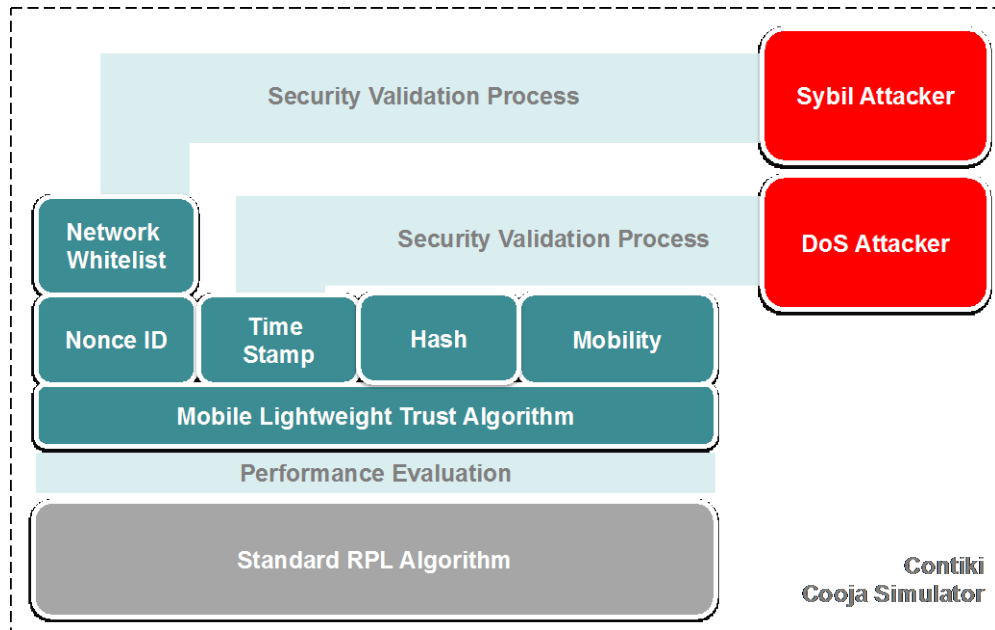 Security Validation Process
Sybil Attacker
Network
Whitelist
Security Validation Process
DoS Attacker
Nonce ID
Time
Stamp
Hash
Mobility
Mobile Lightweight Trust Algorithm
Performance Evaluation
Standard RPL Algorithm
Contiki
Cooja Simulator